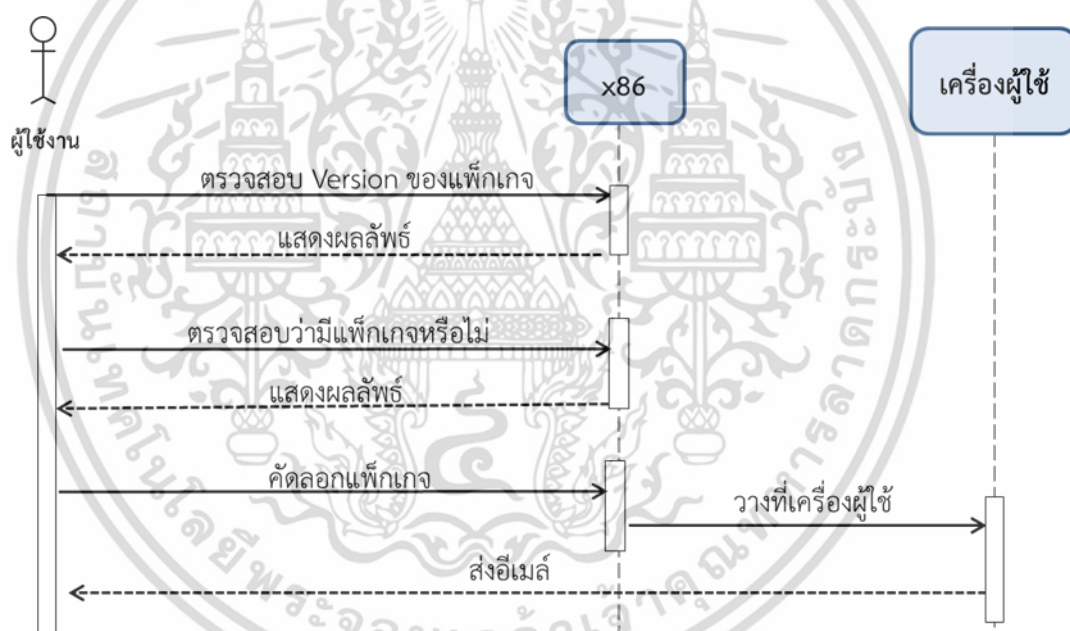 x86
เครื่องผู้ใช้
ผู้ใช้งาน
ตรวจสอบ Version ของแพ็กเกจ
แสดงผลลัพธ์
ตรวจสอบว่ามีแพ็กเกจหรือไม่
แสดงผลลัพธ์
คัดลอกแพ็กเกจ
วางที่เครื่องผู้ใช้
ส่งอีเมล์